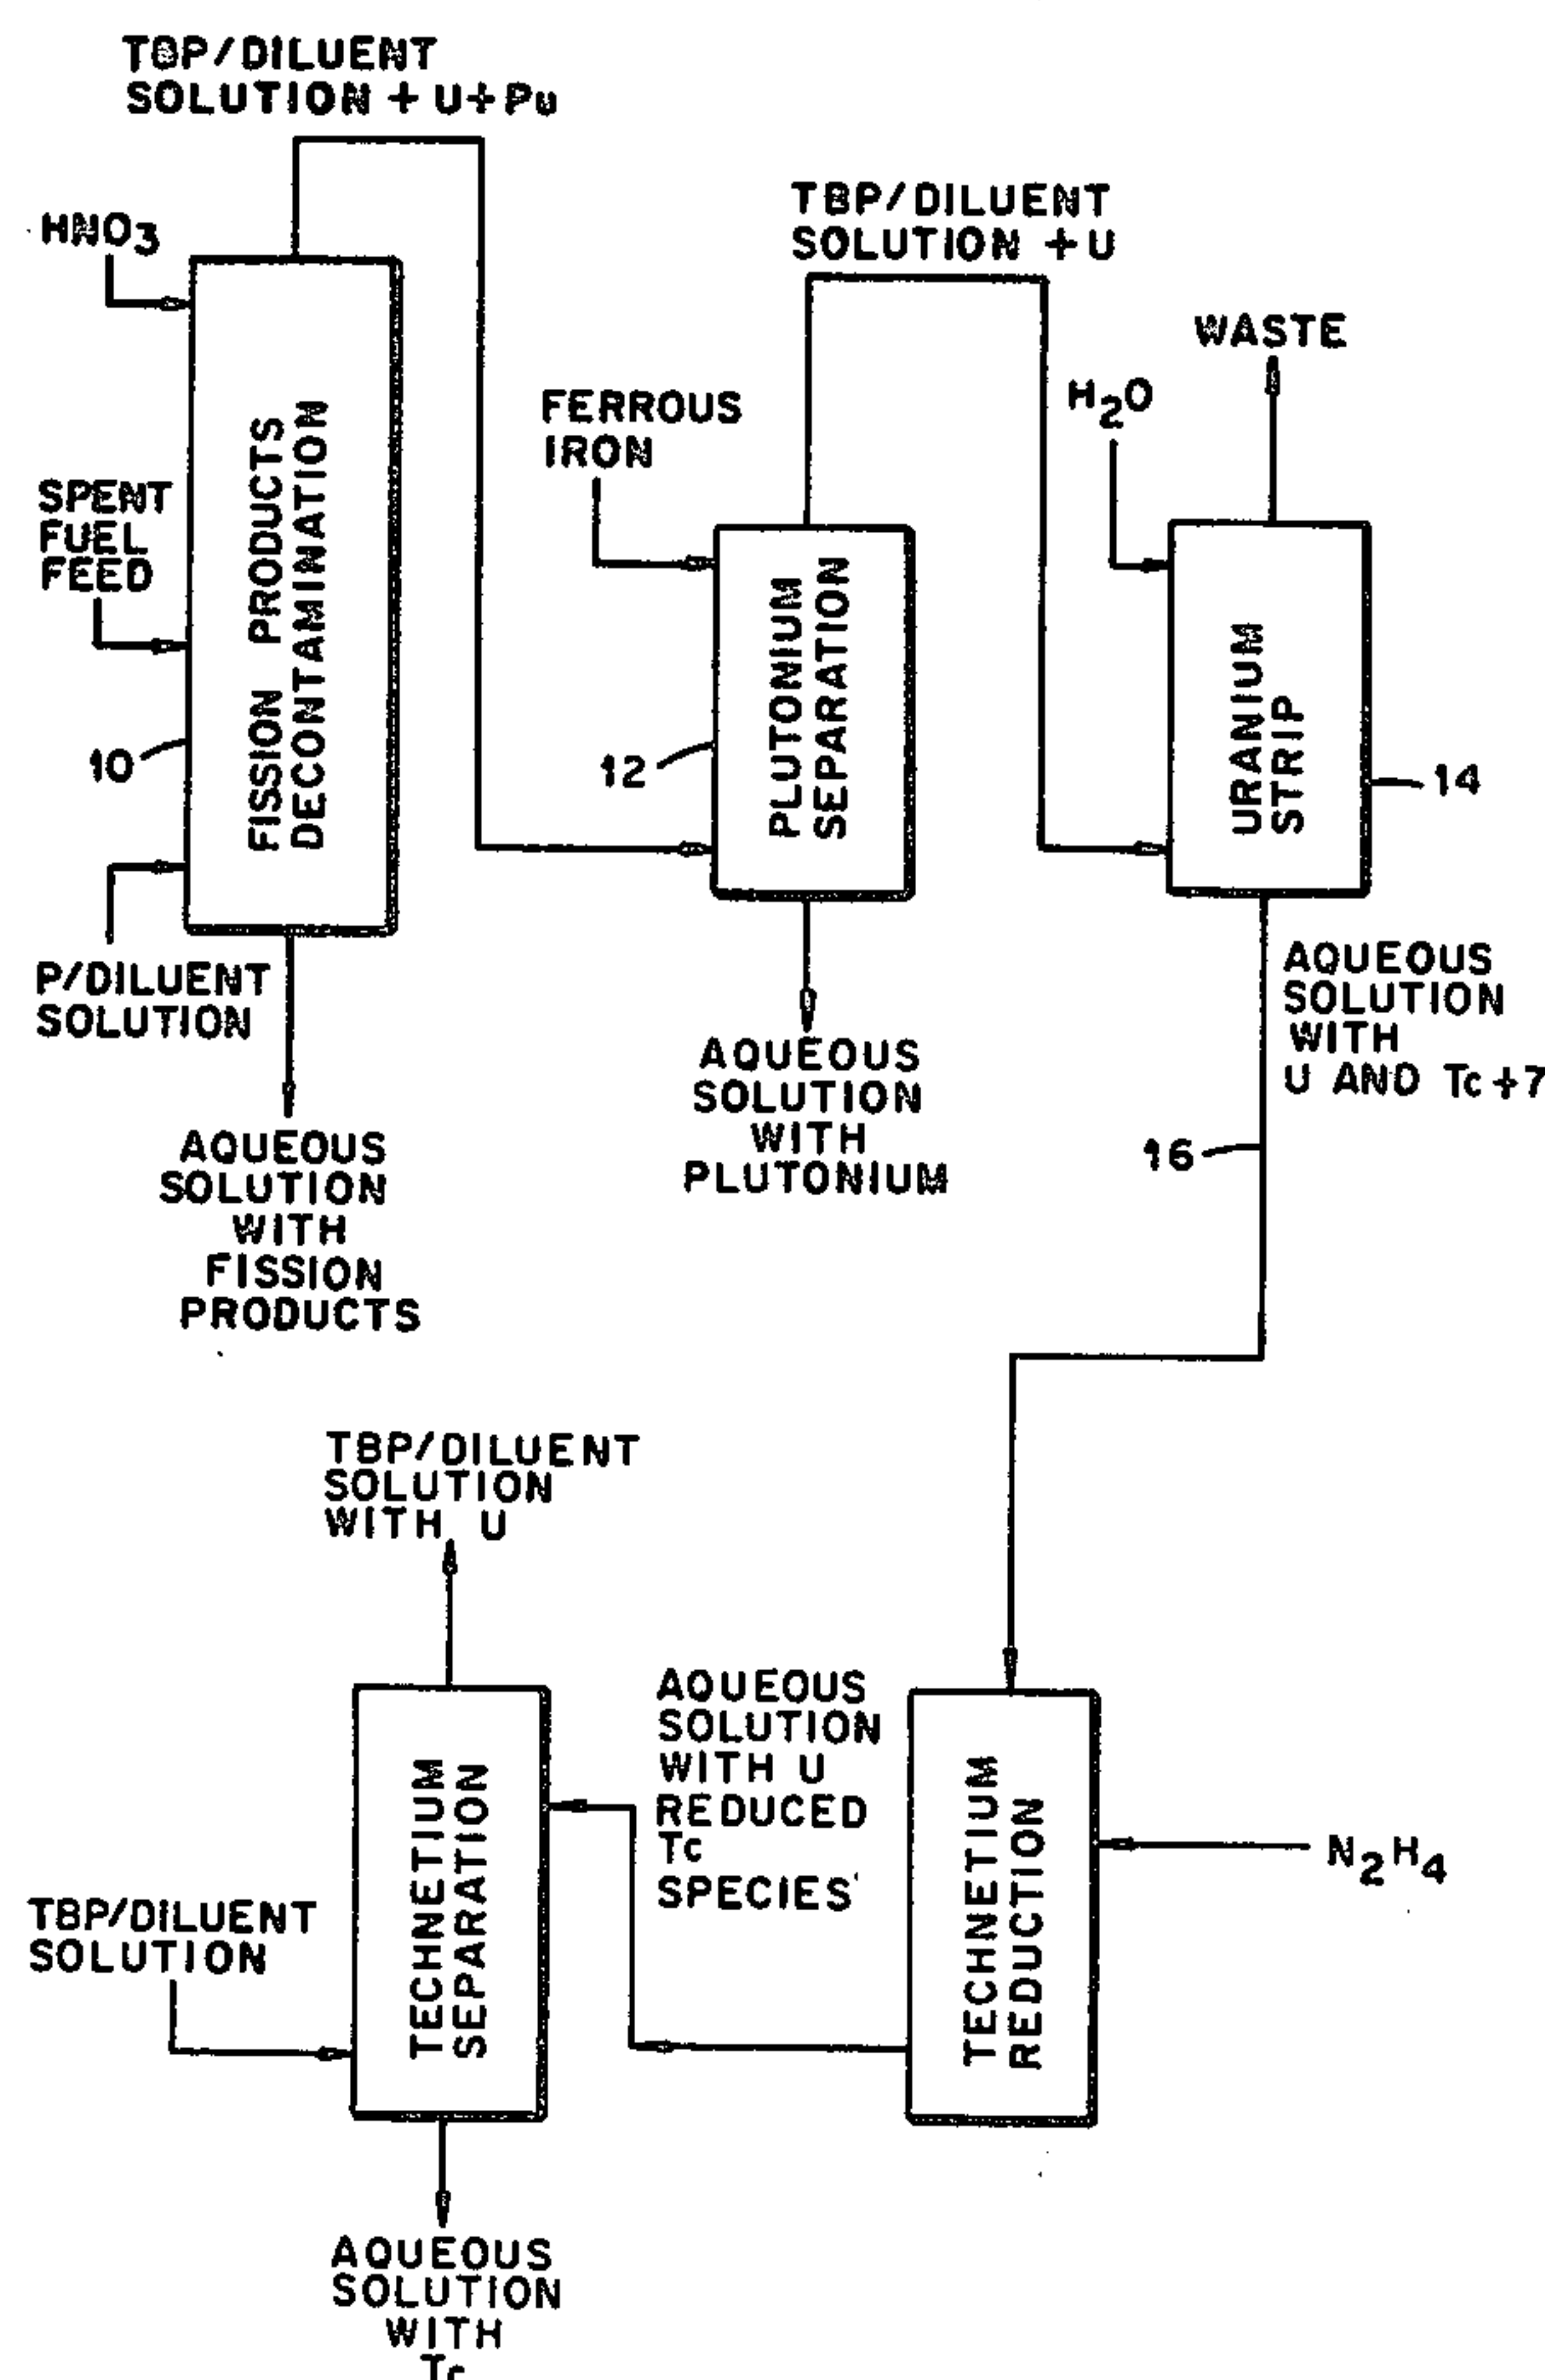 TBP/DILUENT
SOLUTION + U+Pu
HNO3
SPENT
FUEL
FEED
10
FISSION PRODUCTS
DECONTAMINATION
P/DILUENT
SOLUTION
AQUEOUS
SOLUTION
WITH
FISSION
PRODUCTS
TBP/DILUENT
SOLUTION + U
FERROUS
IRON
12
PLUTONIUM
SEPARATION
AQUEOUS
SOLUTION
WITH
PLUTONIUM
WASTE
H2O
URANIUM
STRIP
14
AQUEOUS
SOLUTION
WITH
U AND Tc+7
16
TBP/DILUENT
SOLUTION
WITH U
TECHNETIUM
SEPARATION
TBP/DILUENT
SOLUTION
AQUEOUS
SOLUTION
WITH U
REDUCED
Tc
SPECIES
TECHNETIUM
REDUCTION
N2H4
AQUEOUS
SOLUTION
WITH
Tc